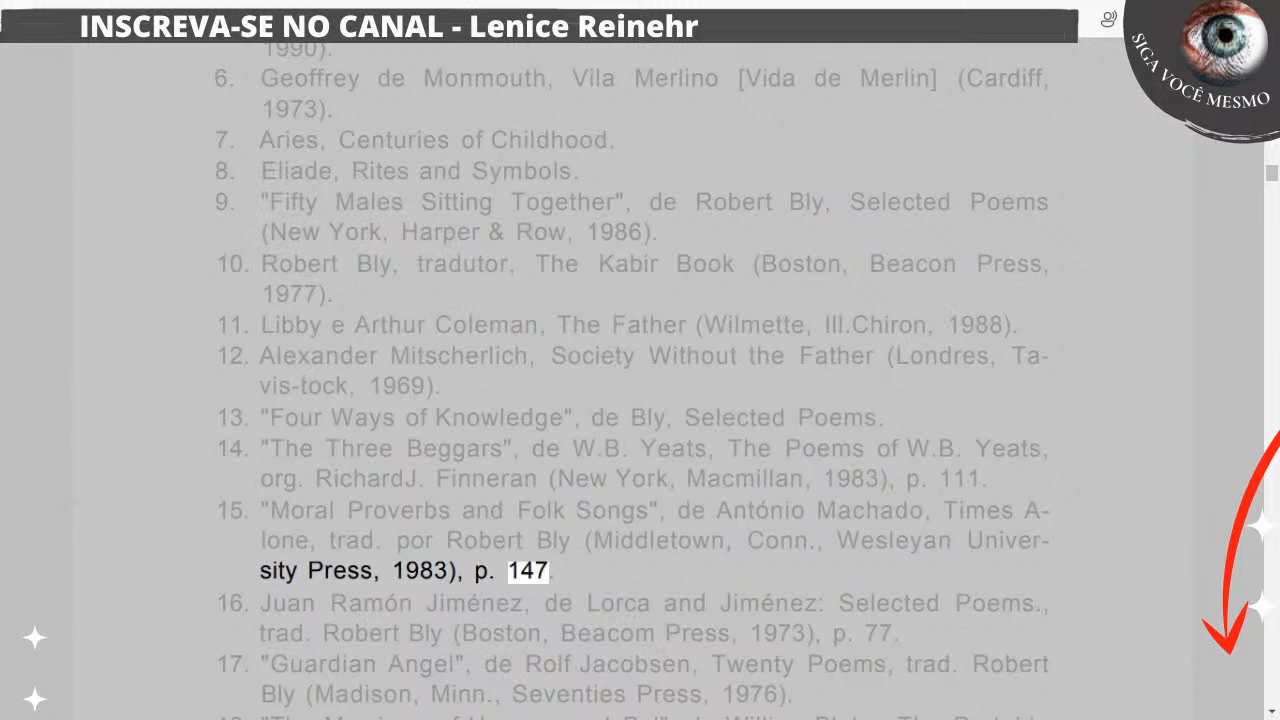 INSCREVA-SE NO CANAL - Lenice Reinehr
SIGA VOCÊ MESMO
1990).
6. Geoffrey de Monmouth, Vila Merlino [Vida de Merlin] (Cardiff,
1973).
7. Aries, Centuries of Childhood.
8. Eliade, Rites and Symbols.
9. "Fifty Males Sitting Together", de Robert Bly, Selected Poems
(New York, Harper & Row, 1986).
10. Robert Bly, tradutor, The Kabir Book (Boston, Beacon Press,
1977).
11. Libby e Arthur Coleman, The Father (Wilmette, Ill.Chiron, 1988).
12. Alexander Mitscherlich, Society Without the Father (Londres, Ta-
vis-tock, 1969).
13. "Four Ways of Knowledge", de Bly, Selected Poems.
14. "The Three Beggars", de W.B. Yeats, The Poems of W.B. Yeats,
org. RichardJ. Finneran (New York, Macmillan, 1983), p. 111.
15. "Moral Proverbs and Folk Songs", de António Machado, Times A-
lone, trad. por Robert Bly (Middletown, Conn., Wesleyan Univer-
sity Press, 1983), p. 147.
16. Juan Ramón Jiménez, de Lorca and Jiménez: Selected Poems.,
trad. Robert Bly (Boston, Beacom Press, 1973), p. 77.
17. "Guardian Angel", de Rolf Jacobsen, Twenty Poems, trad. Robert
Bly (Madison, Minn., Seventies Press, 1976).